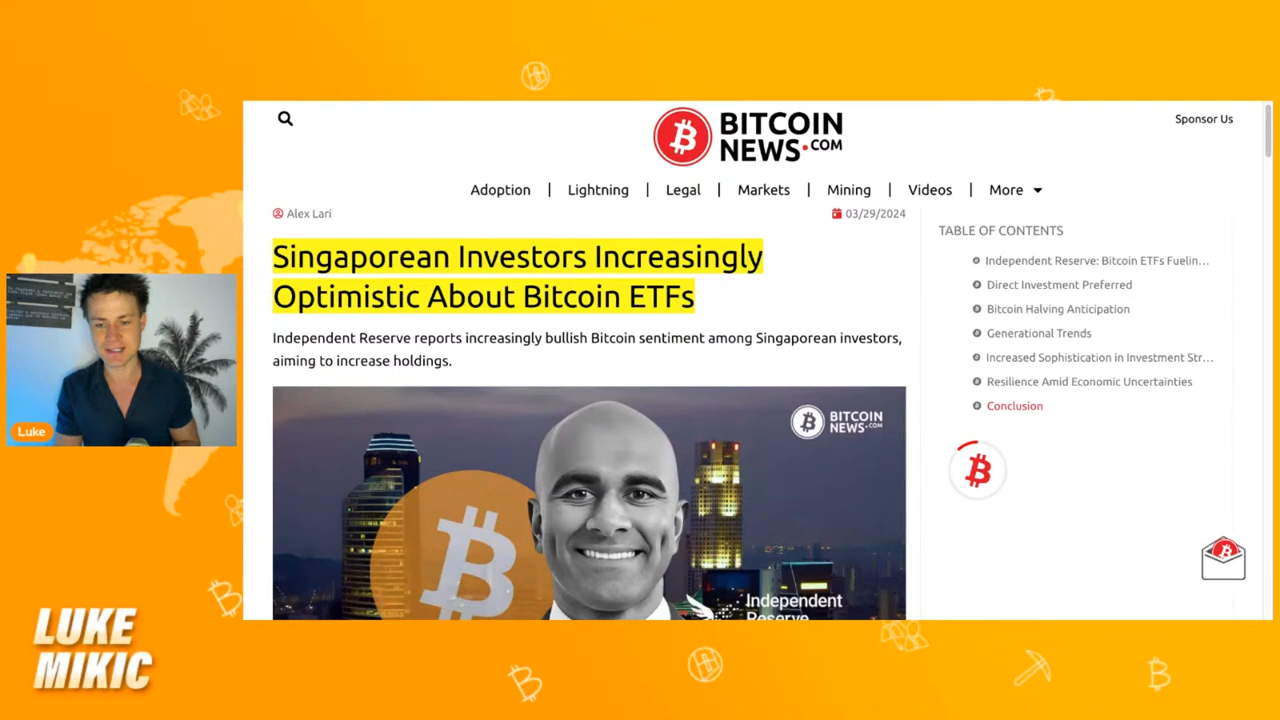 BITCOIN
NEWS.COM
Sponsor Us
Adoption | Lightning | Legal | Markets | Mining | Videos | More
Alex Lari
03/29/2024
Singaporean Investors Increasingly
Optimistic About Bitcoin ETFs
Independent Reserve reports increasingly bullish Bitcoin sentiment among Singaporean investors,
aiming to increase holdings.
BITCOIN
NEWS.COM
Independent
Reserve
TABLE OF CONTENTS
Independent Reserve: Bitcoin ETFs Fuelin...
Direct Investment Preferred
Bitcoin Halving Anticipation
Generational Trends
Increased Sophistication in Investment Str...
Resilience Amid Economic Uncertainties
Conclusion
Luke
LUKE
MIKIC